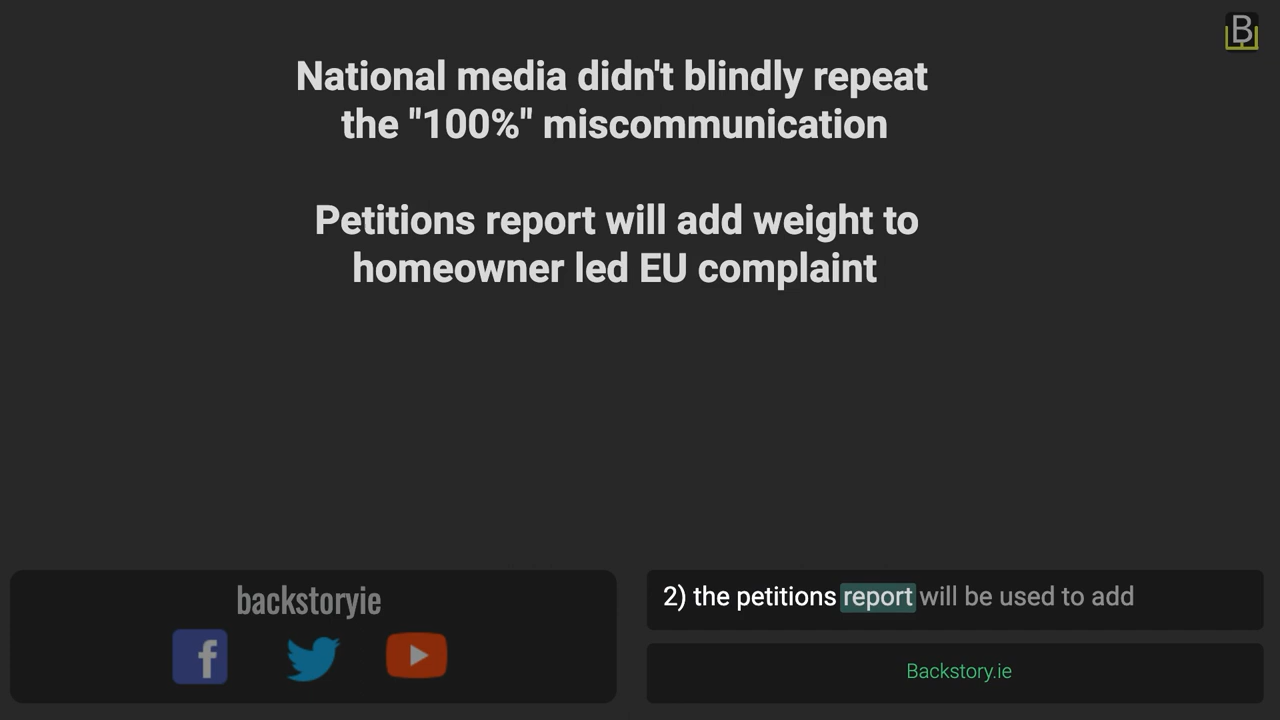 B
National media didn't blindly repeat
the "100%" miscommunication
Petitions report will add weight to
homeowner led EU complaint
backstoryie
2) the petitions report will be used to add
Backstory.ie